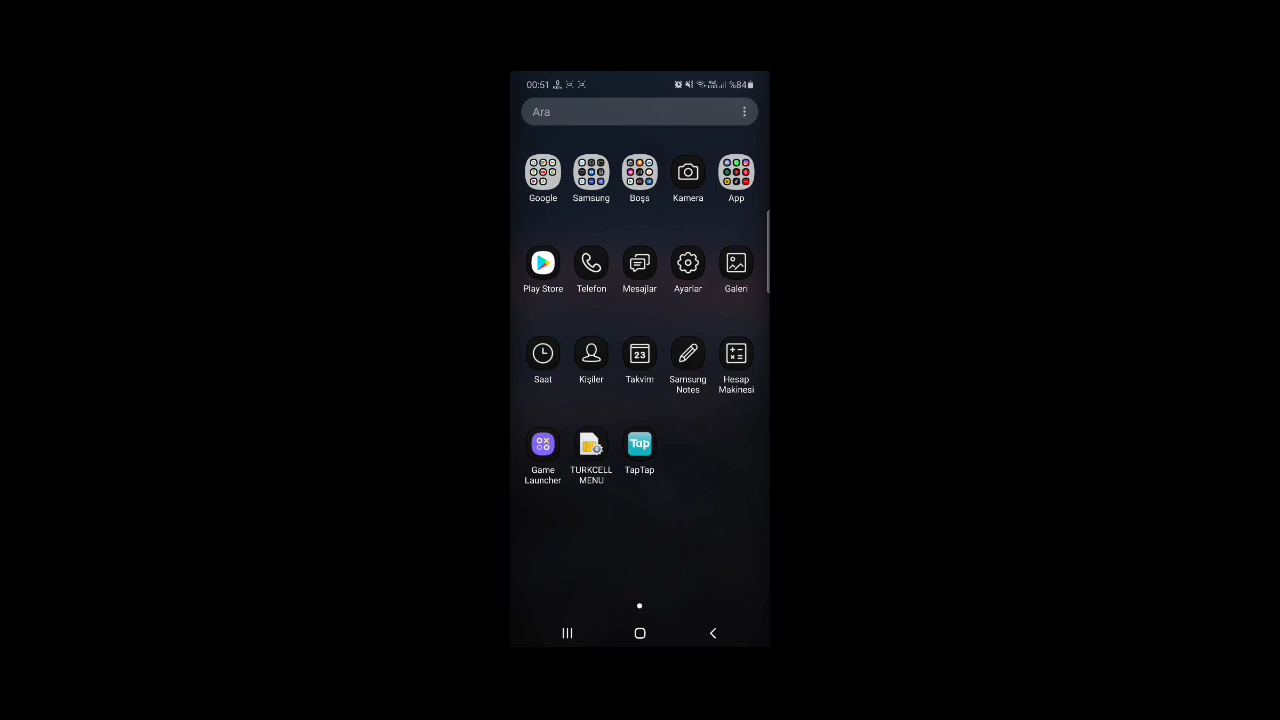 00:51 %84
Ara
Google Samsung Boşs Kamera App
Play Store Telefon Mesajlar Ayarlar Galeri
23
Saat Kişiler Takvim Samsung Notes Hesap Makinesi
Tap
Game Launcher TURKCELL MENU TapTap